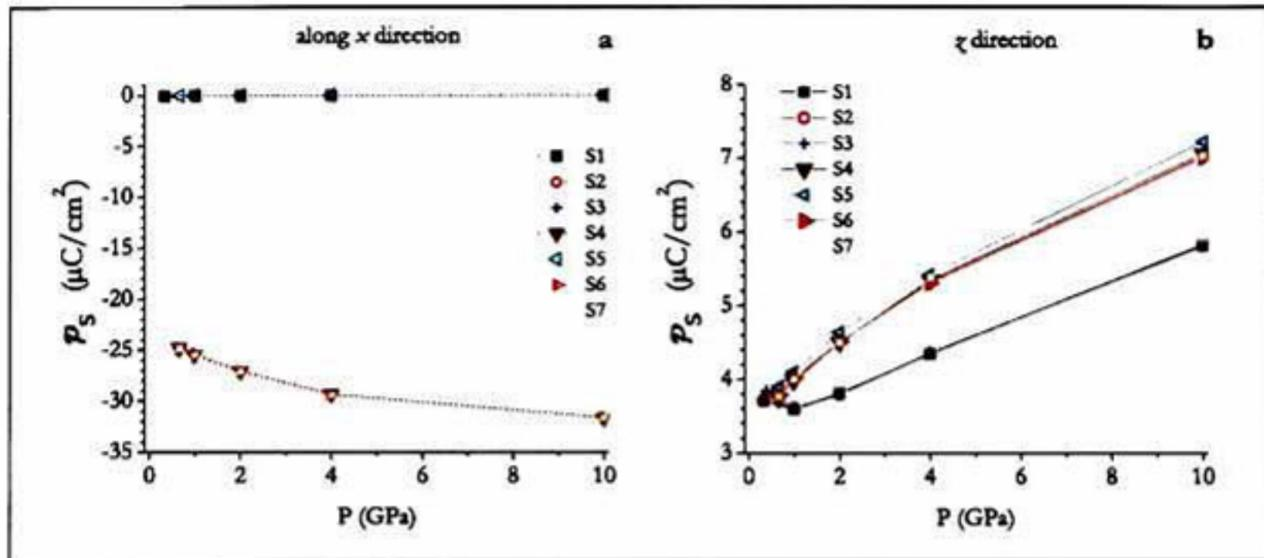 along x direction
a
0
-5
-10
-15
-20
-25
-30
-35
0
2
4
6
8
10
P_S (μC/cm²)
P (GPa)
S1
S2
S3
S4
S5
S6
S7
z direction
b
8
7
6
5
4
3
0
2
4
6
8
10
P_S (μC/cm²)
P (GPa)
S1
S2
S3
S4
S5
S6
S7